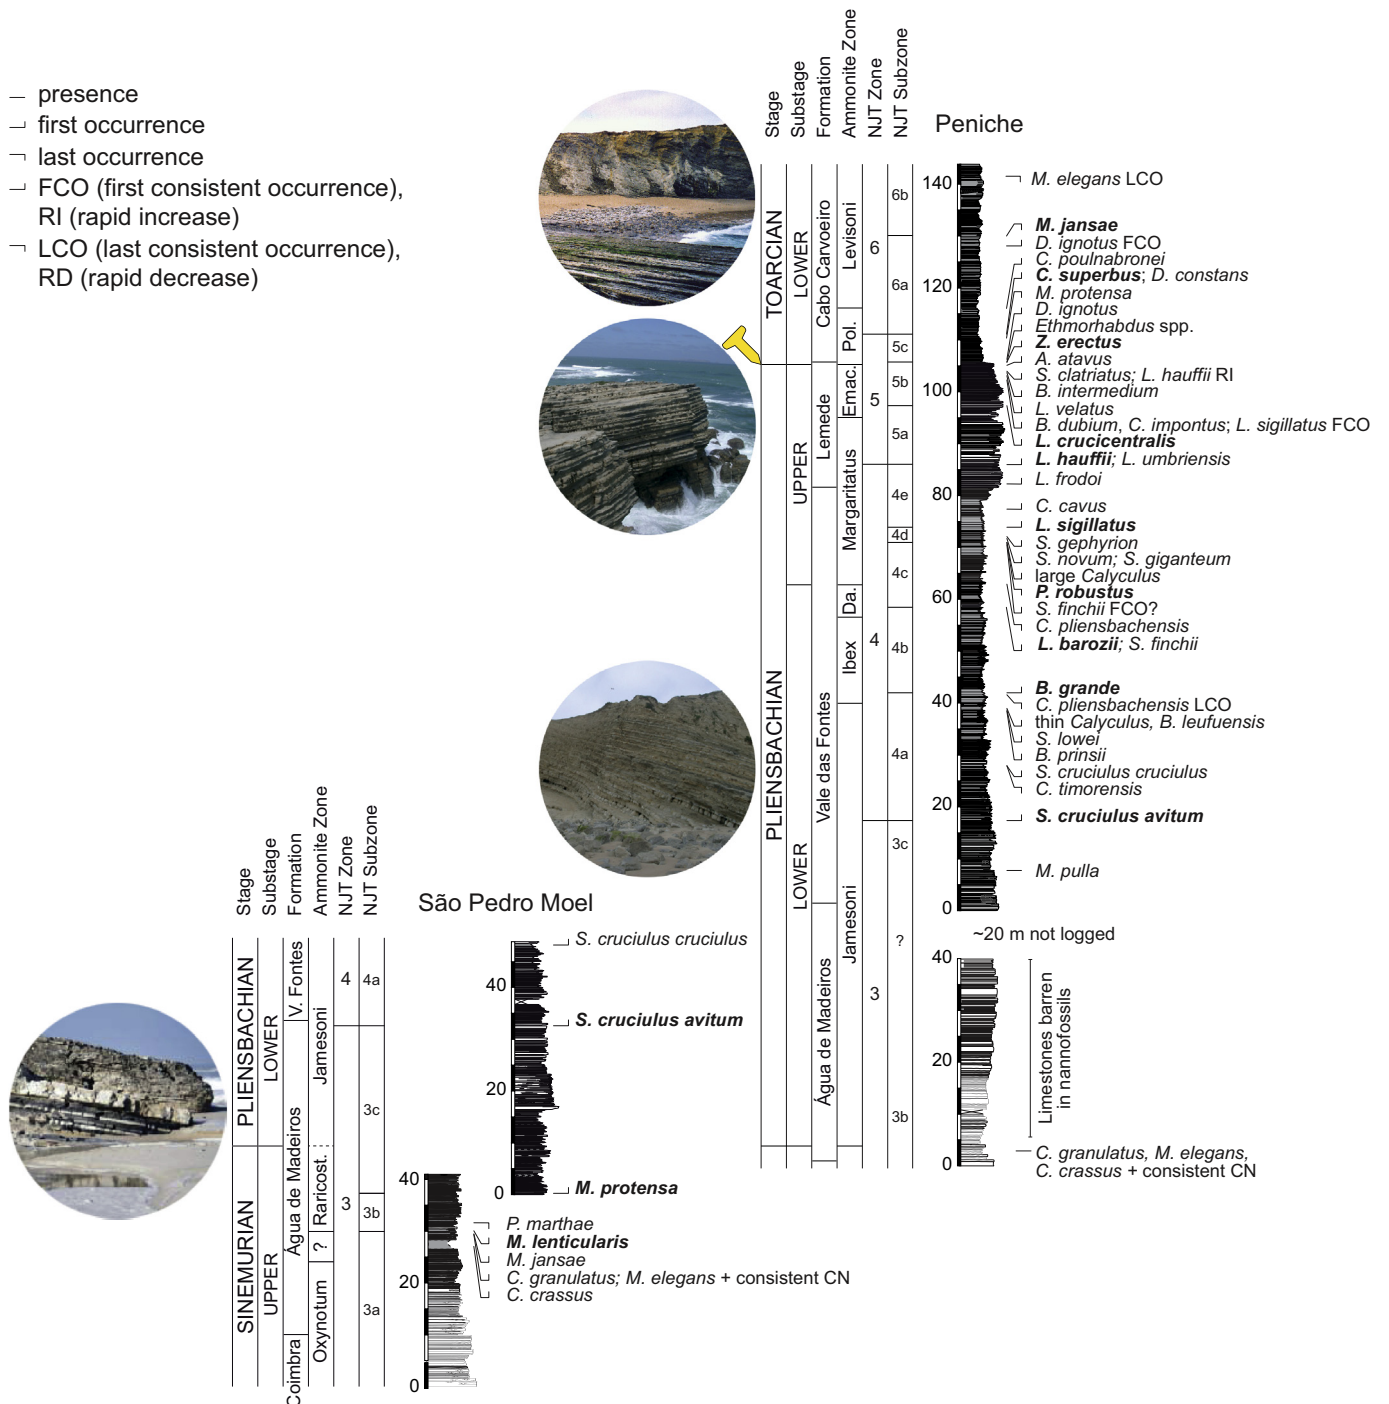 presence
first occurrence
last occurrence
FCO (first consistent occurrence),
RI (rapid increase)
LCO (last consistent occurrence),
RD (rapid decrease)
Stage
Substage
Formation
Ammonite Zone
NJT Zone
NJT Subzone
Peniche
TOARCIAN
PLIENSBACHIAN
LOWER
UPPER
LOWER
Cabo Carvoeiro
Lemede
Vale das Fontes
Água de Madeiros
Levisoni
Pol.
Emac.
Margaritatus
Da.
Ibex
Jamesoni
6
5
4
3
6b
6a
5c
5b
5a
4e
4d
4c
4b
4a
3c
?
3b
140
120
100
80
60
40
20
0
M. elegans LCO
M. jansae
D. ignotus FCO
C. poulnabronei
C. superbus; D. constans
M. protensa
D. ignotus
Ethmorhabdus spp.
Z. erectus
A. atavus
S. clatriatus; L. hauffii RI
B. intermedium
L. velatus
B. dubium, C. impontus; L. sigillatus FCO
L. crucicentralis
L. hauffii; L. umbriensis
L. frodoi
C. cavus
L. sigillatus
S. gephyrion
S. novum; S. giganteum
large Calyculus
P. robustus
S. finchii FCO?
C. pliensbachensis
L. barozii; S. finchii
B. grande
C. pliensbachensis LCO
thin Calyculus, B. leufuensis
S. lowei
B. prinsii
S. cruciulus cruciulus
C. timorensis
S. cruciulus avitum
M. pulla
~20 m not logged
40
20
0
Limestones barren
in nannofossils
C. granulatus, M. elegans,
C. crassus + consistent CN
Stage
Substage
Formation
Ammonite Zone
NJT Zone
NJT Subzone
São Pedro Moel
PLIENSBACHIAN
SINEMURIAN
LOWER
UPPER
V. Fontes
Água de Madeiros
Coimbra
Jamesoni
Raricost.
?
Oxynotum
4
3
4a
3c
3b
3a
40
20
0
S. cruciulus cruciulus
S. cruciulus avitum
M. protensa
40
20
0
P. marthae
M. lenticularis
M. jansae
C. granulatus; M. elegans + consistent CN
C. crassus